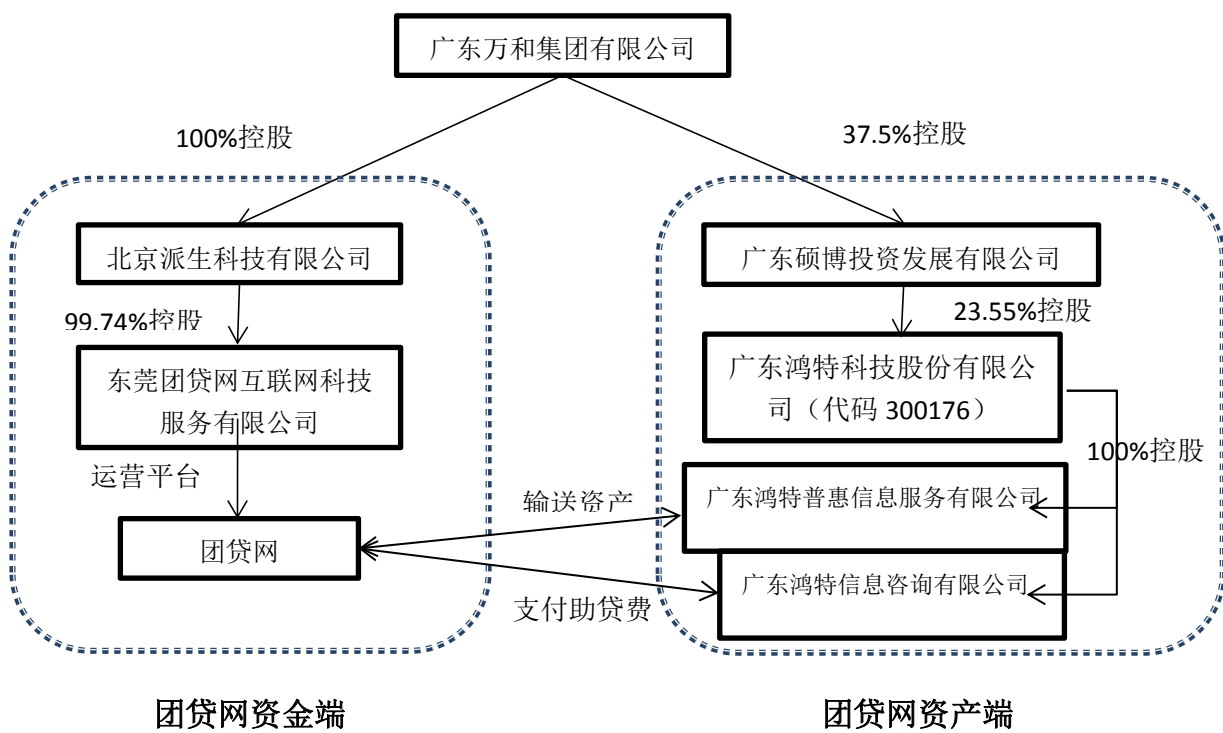 广东万和集团有限公司
100%控股
37.5%控股
北京派生科技有限公司
广东硕博投资发展有限公司
99.74%控股
23.55%控股
东莞团贷网互联网科技
服务有限公司
广东鸿特科技股份有限公
司（代码 300176）
100%控股
运营平台
输送资产
广东鸿特普惠信息服务有限公司
团贷网
广东鸿特信息咨询有限公司
支付助贷费
团贷网资金端
团贷网资产端